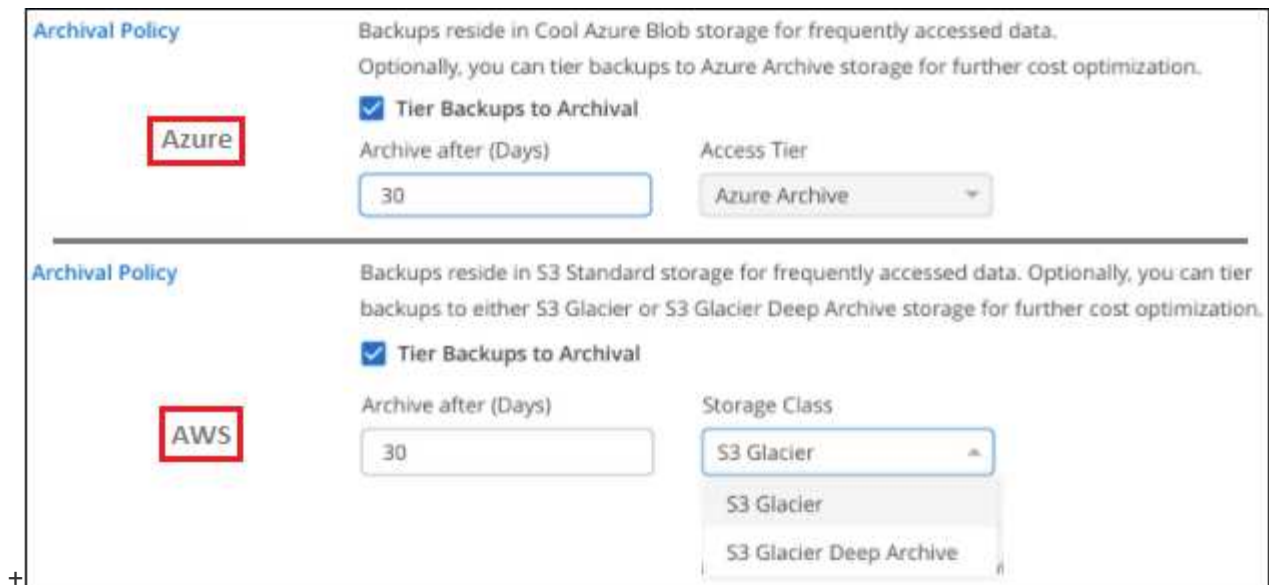 Archival Policy Backups reside in Cool Azure Blob storage for frequently accessed data.
Optionally, you can tier backups to Azure Archive storage for further cost optimization.
Tier Backups to Archival
Azure
Archive after (Days) Access Tier
30 Azure Archive
Archival Policy Backups reside in S3 Standard storage for frequently accessed data. Optionally, you can tier
backups to either S3 Glacier or S3 Glacier Deep Archive storage for further cost optimization.
Tier Backups to Archival
Archive after (Days) Storage Class
AWS
30 S3 Glacier
S3 Glacier
S3 Glacier Deep Archive
+